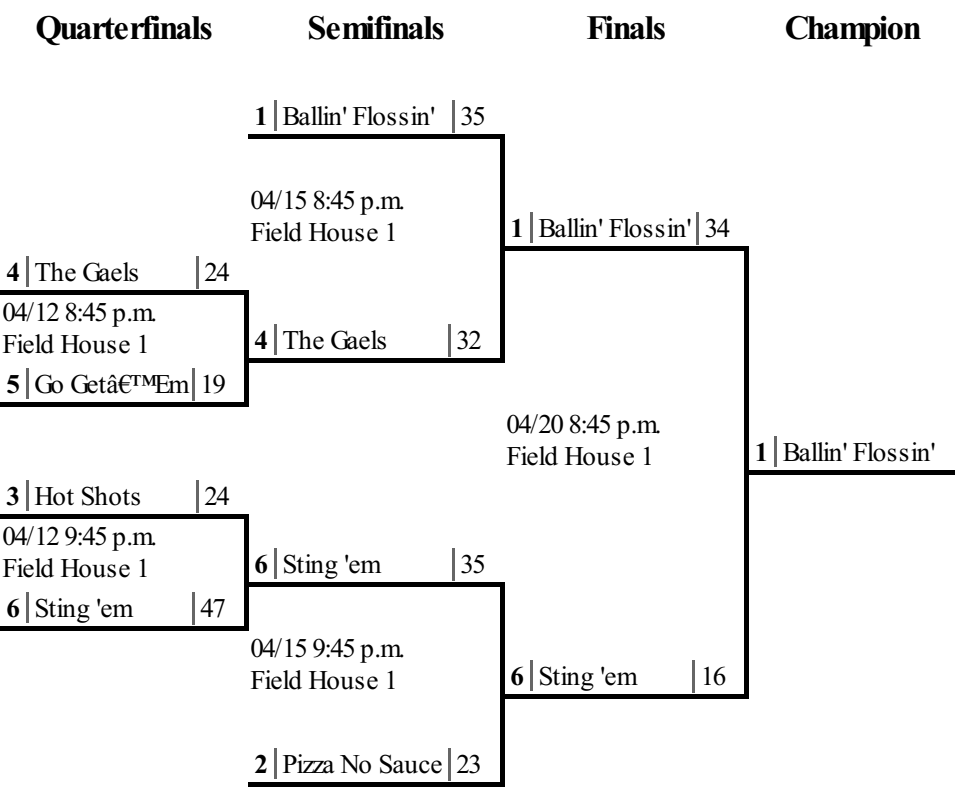 Quarterfinals Semifinals Finals Champion
1 Ballin' Flossin' 35
04/15 8:45 p.m.
Field House 1
1 Ballin' Flossin' 34
4 The Gaels 24
04/12 8:45 p.m.
Field House 1
4 The Gaels 32
5 Go Getâ€™Em 19
04/20 8:45 p.m.
Field House 1
1 Ballin' Flossin'
3 Hot Shots 24
04/12 9:45 p.m.
Field House 1
6 Sting 'em 35
6 Sting 'em 47
04/15 9:45 p.m.
Field House 1
6 Sting 'em 16
2 Pizza No Sauce 23